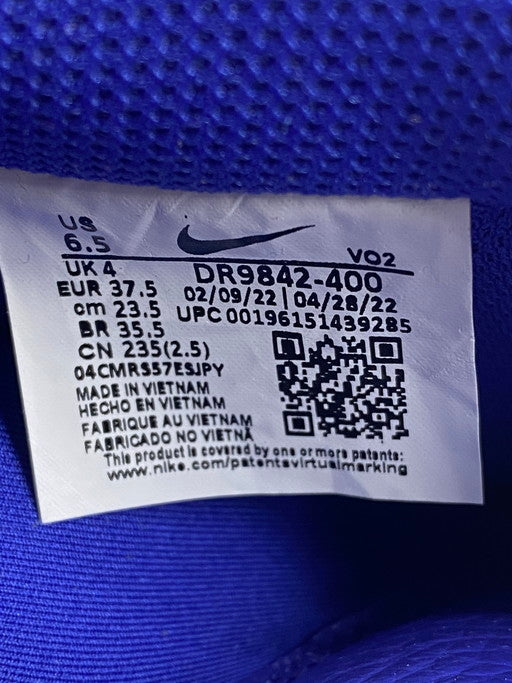 US
6.5
VO2
UK 4
DR9842-400
EUR 37.5
02/09/22 | 04/28/22
cm 23.5
UPC 00196151439285
BR 35.5
CN 235(2.5)
04CMRS57ESJPY
MADE IN VIETNAM
HECHO EN VIETNAM
FABRIQUE AU VIETNAM
FABRICADO NO VIETNÃ
This product is covered by one or more patents:
www.nike.com/patentsvirtualmarking